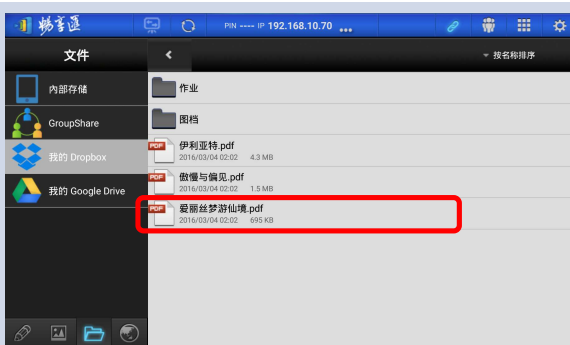 畅享汇 PIN ---- IP 192.168.10.70 ...
文件 按名称排序
内部存储
GroupShare
我的 Dropbox
我的 Google Drive
作业
图档
PDF 伊利亚特.pdf
2016/03/04 02:02 4.3 MB
PDF 傲慢与偏见.pdf
2016/03/04 02:02 1.5 MB
PDF 爱丽丝梦游仙境.pdf
2016/03/04 02:02 695 KB